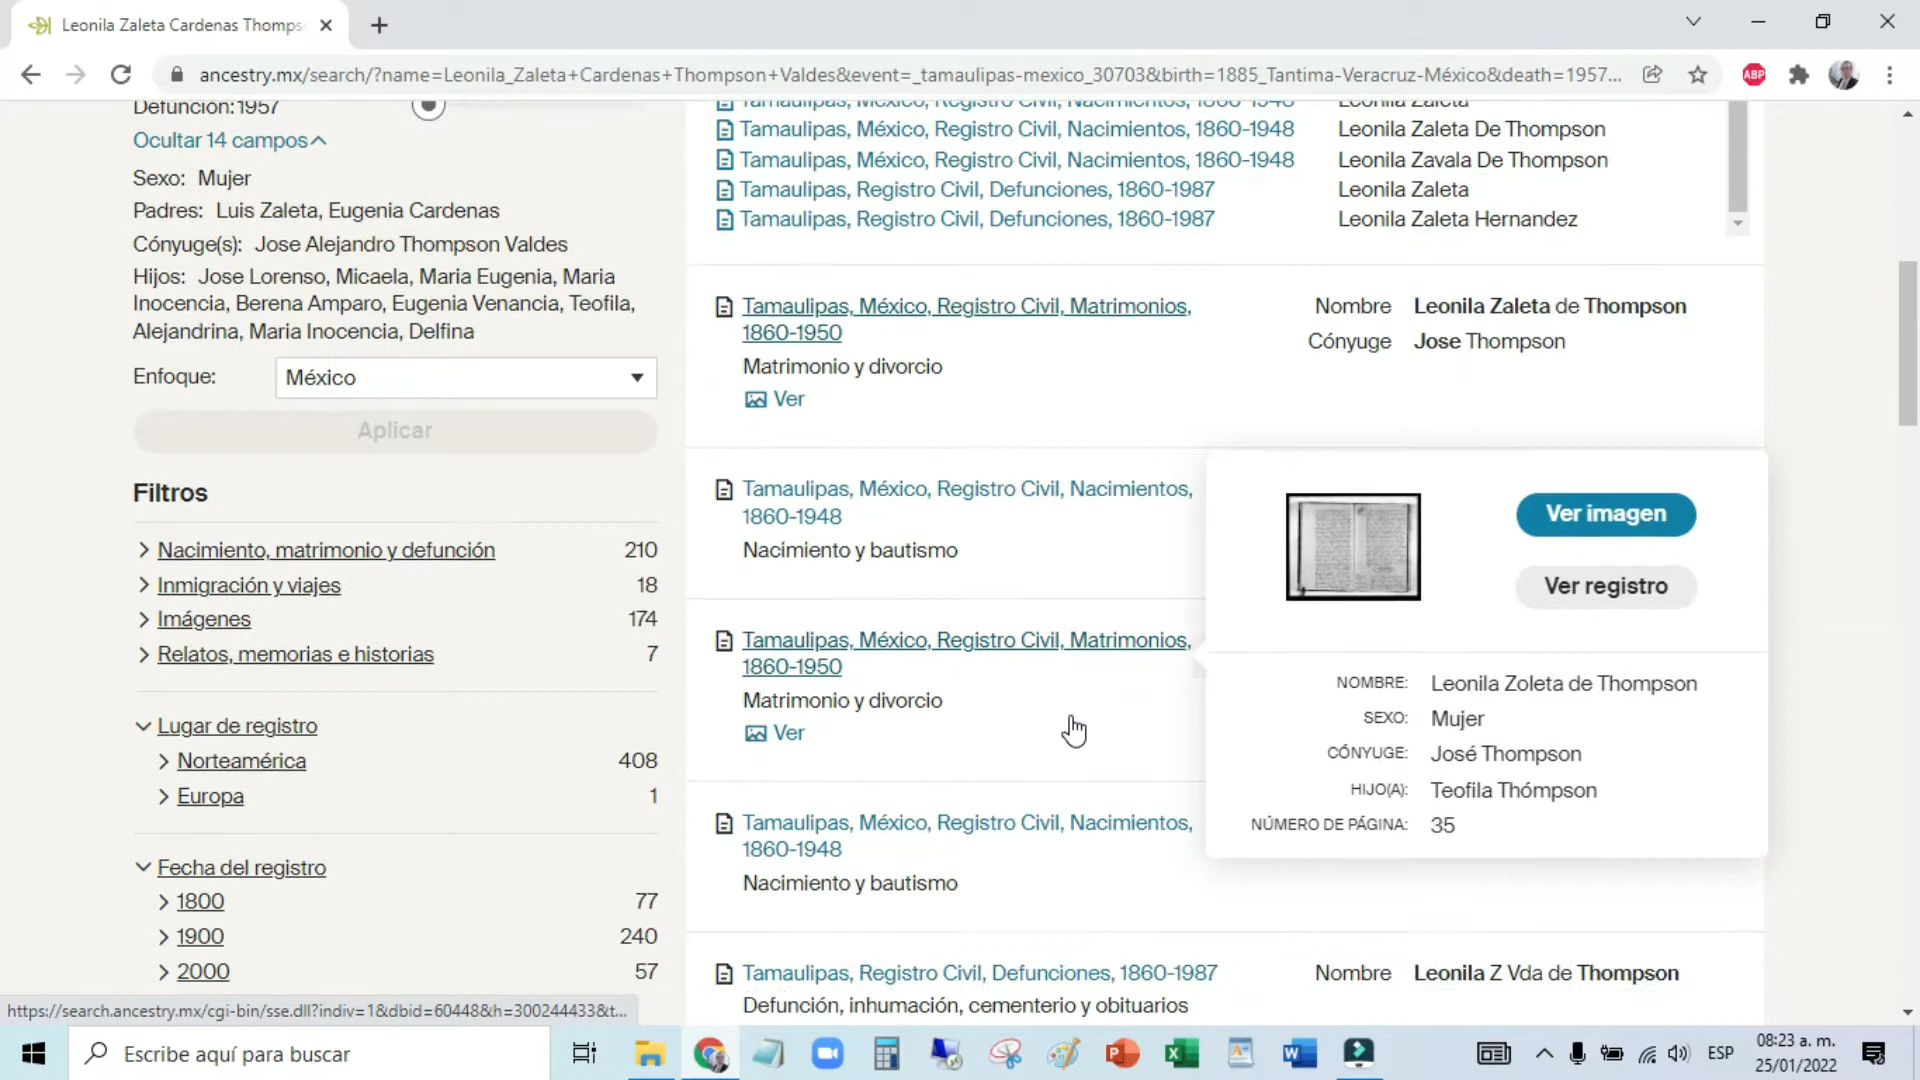 Leonila Zaleta Cardenas Thomps
ancestry.mx/search/?name=Leonila_Zaleta+Cardenas+Thompson+Valdes&event=_tamaulipas-mexico_30703&birth=1885_Tantima-Veracruz-México&death=1957...
ABP
Defunción: 1957
Ocultar 14 campos
Sexo: Mujer
Padres: Luis Zaleta, Eugenia Cardenas
Cónyuge(s): Jose Alejandro Thompson Valdes
Hijos: Jose Lorenso, Micaela, Maria Eugenia, Maria
Inocencia, Berena Amparo, Eugenia Venancia, Teofila,
Alejandrina, Maria Inocencia, Delfina
Enfoque: México
Aplicar
Filtros
Nacimiento, matrimonio y defunción 210
Inmigración y viajes 18
Imágenes 174
Relatos, memorias e historias 7
Lugar de registro
Norteamérica 408
Europa 1
Fecha del registro
1800 77
1900 240
2000 57
Tamaulipas, México, Registro Civil, Nacimientos, 1860-1948 Leonila Zaleta
Tamaulipas, México, Registro Civil, Nacimientos, 1860-1948 Leonila Zaleta De Thompson
Tamaulipas, México, Registro Civil, Nacimientos, 1860-1948 Leonila Zavala De Thompson
Tamaulipas, Registro Civil, Defunciones, 1860-1987 Leonila Zaleta
Tamaulipas, Registro Civil, Defunciones, 1860-1987 Leonila Zaleta Hernandez
Tamaulipas, México, Registro Civil, Matrimonios, Nombre Leonila Zaleta de Thompson
1860-1950 Cónyuge Jose Thompson
Matrimonio y divorcio
Ver
Tamaulipas, México, Registro Civil, Nacimientos,
1860-1948
Nacimiento y bautismo
Tamaulipas, México, Registro Civil, Matrimonios,
1860-1950
Matrimonio y divorcio
Ver
Tamaulipas, México, Registro Civil, Nacimientos,
1860-1948
Nacimiento y bautismo
Tamaulipas, Registro Civil, Defunciones, 1860-1987 Nombre Leonila Z Vda de Thompson
Defunción, inhumación, cementerio y obituarios
Ver imagen
Ver registro
NOMBRE: Leonila Zoleta de Thompson
SEXO: Mujer
CÓNYUGE: José Thompson
HIJO(A): Teofila Thómpson
NÚMERO DE PÁGINA: 35
https://search.ancestry.mx/cgi-bin/sse.dll?indiv=1&dbid=60448&h=300244433&t...
Escribe aquí para buscar
ESP
08:23 a. m.
25/01/2022